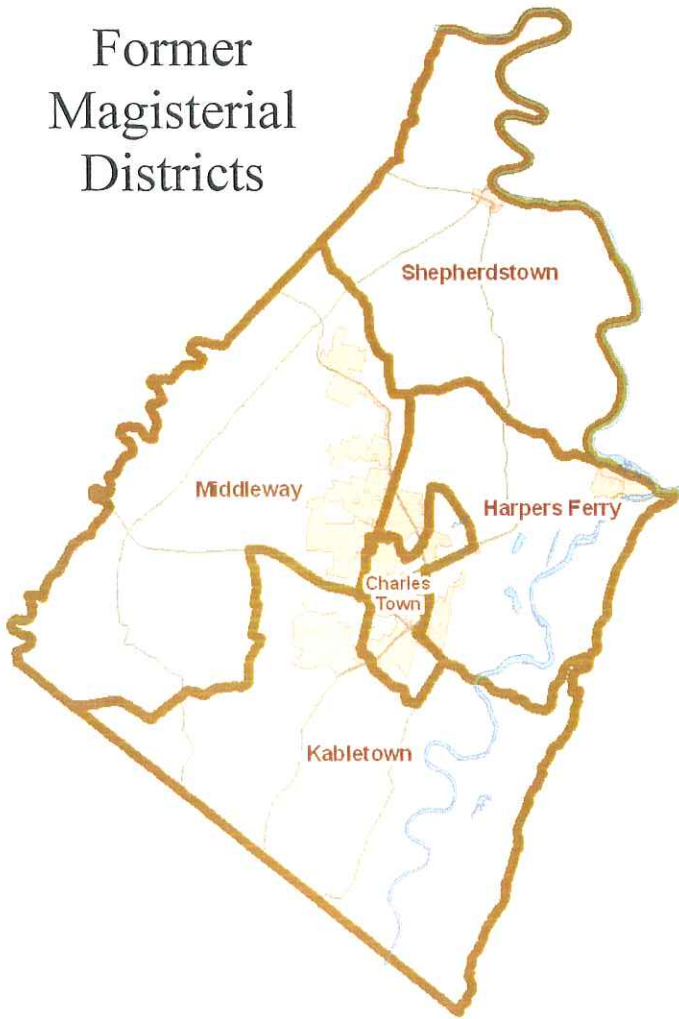 Former
Magisterial
Districts
Shepherdstown
Middleway
Harpers Ferry
Charles
Town
Kabletown